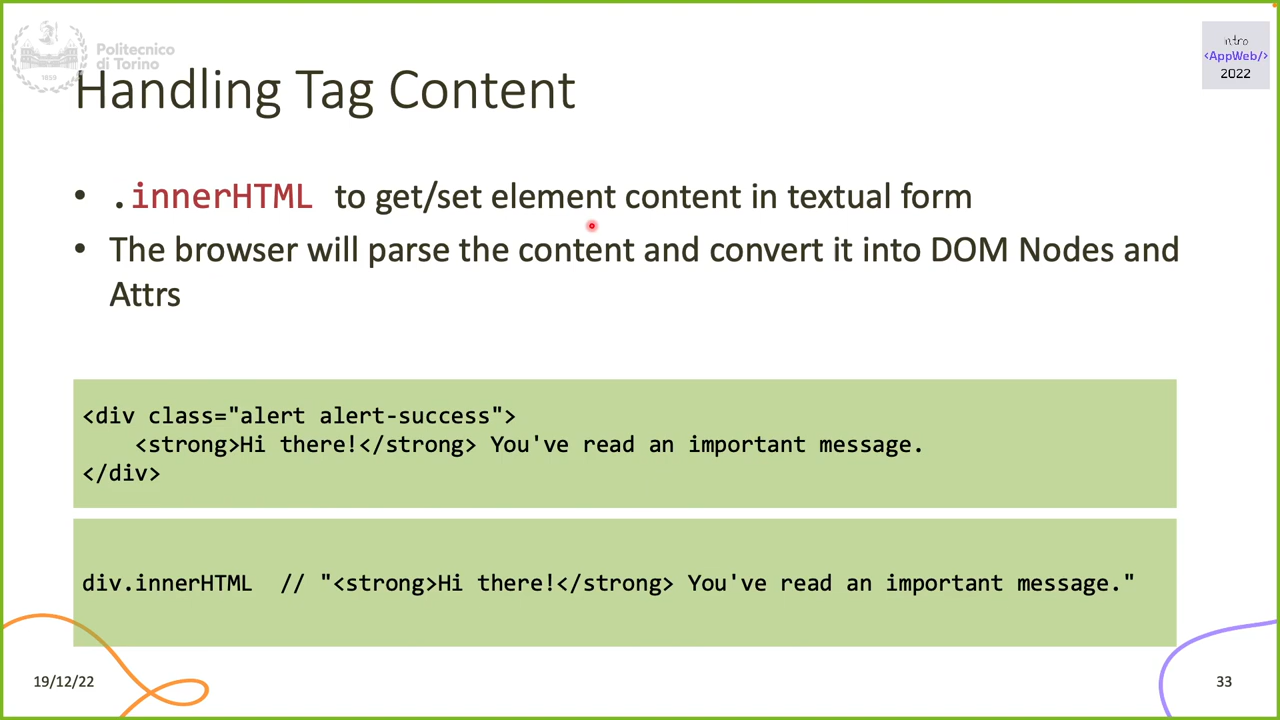 Politecnico
di Torino
1859
intro
<AppWeb/>
2022
Handling Tag Content
• .innerHTML to get/set element content in textual form
• The browser will parse the content and convert it into DOM Nodes and
Attrs
<div class="alert alert-success">
    <strong>Hi there!</strong> You've read an important message.
</div>
div.innerHTML  // "<strong>Hi there!</strong> You've read an important message."
19/12/22
33